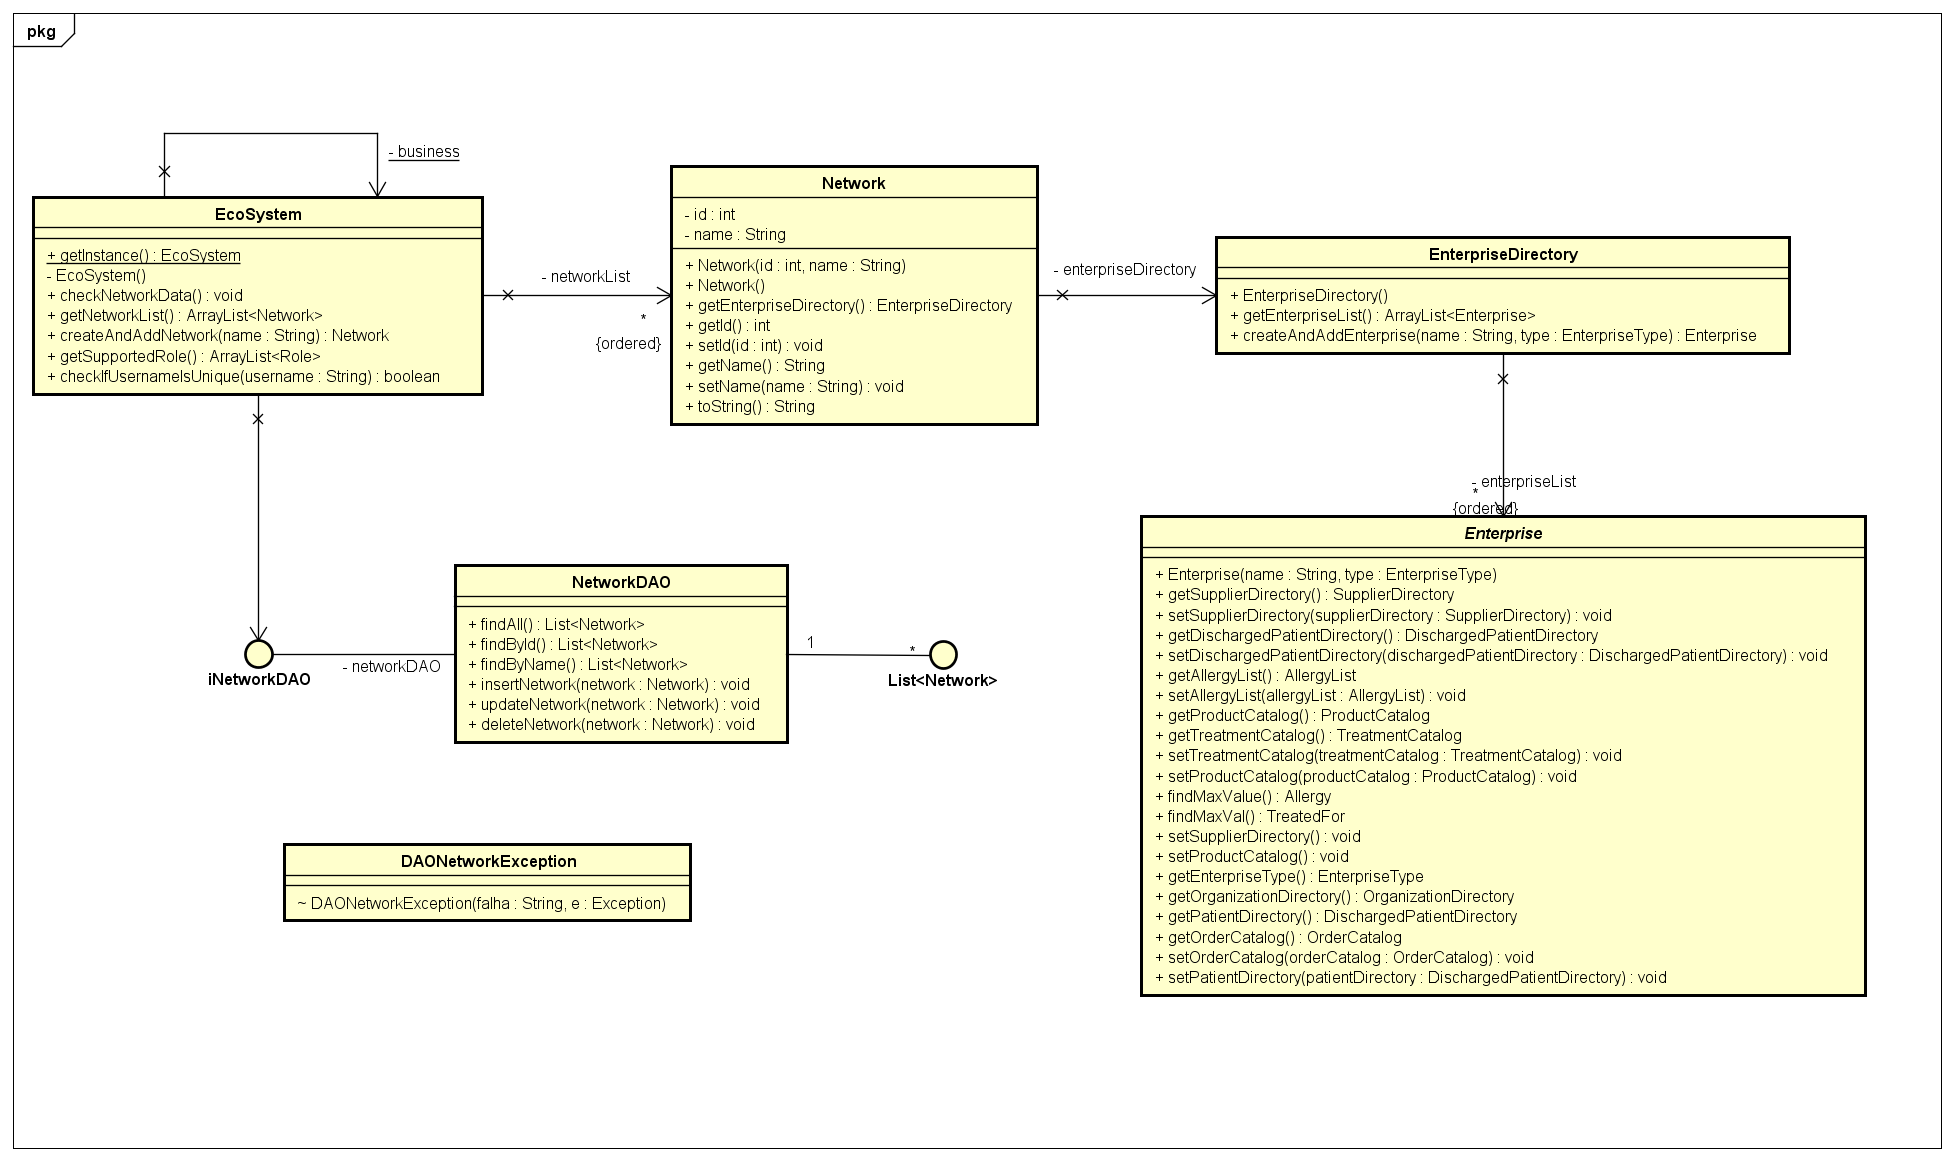 pkg
- business
EcoSystem
+ getInstance() : EcoSystem
- EcoSystem()
+ checkNetworkData() : void
+ getNetworkList() : ArrayList<Network>
+ createAndAddNetwork(name : String) : Network
+ getSupportedRole() : ArrayList<Role>
+ checkIfUsernameIsUnique(username : String) : boolean
- networkList
*
{ordered}
Network
- id : int
- name : String
+ Network(id : int, name : String)
+ Network()
+ getEnterpriseDirectory() : EnterpriseDirectory
+ getId() : int
+ setId(id : int) : void
+ getName() : String
+ setName(name : String) : void
+ toString() : String
- enterpriseDirectory
EnterpriseDirectory
+ EnterpriseDirectory()
+ getEnterpriseList() : ArrayList<Enterprise>
+ createAndAddEnterprise(name : String, type : EnterpriseType) : Enterprise
- enterpriseList
*
{ordered}
Enterprise
+ Enterprise(name : String, type : EnterpriseType)
+ getSupplierDirectory() : SupplierDirectory
+ setSupplierDirectory(supplierDirectory : SupplierDirectory) : void
+ getDischargedPatientDirectory() : DischargedPatientDirectory
+ setDischargedPatientDirectory(dischargedPatientDirectory : DischargedPatientDirectory) : void
+ getAllergyList() : AllergyList
+ setAllergyList(allergyList : AllergyList) : void
+ getProductCatalog() : ProductCatalog
+ getTreatmentCatalog() : TreatmentCatalog
+ setTreatmentCatalog(treatmentCatalog : TreatmentCatalog) : void
+ setProductCatalog(productCatalog : ProductCatalog) : void
+ findMaxValue() : Allergy
+ findMaxVal() : TreatedFor
+ setSupplierDirectory() : void
+ setProductCatalog() : void
+ getEnterpriseType() : EnterpriseType
+ getOrganizationDirectory() : OrganizationDirectory
+ getPatientDirectory() : DischargedPatientDirectory
+ getOrderCatalog() : OrderCatalog
+ setOrderCatalog(orderCatalog : OrderCatalog) : void
+ setPatientDirectory(patientDirectory : DischargedPatientDirectory) : void
iNetworkDAO
- networkDAO
NetworkDAO
+ findAll() : List<Network>
+ findById() : List<Network>
+ findByName() : List<Network>
+ insertNetwork(network : Network) : void
+ updateNetwork(network : Network) : void
+ deleteNetwork(network : Network) : void
1
*
List<Network>
DAONetworkException
~ DAONetworkException(falha : String, e : Exception)